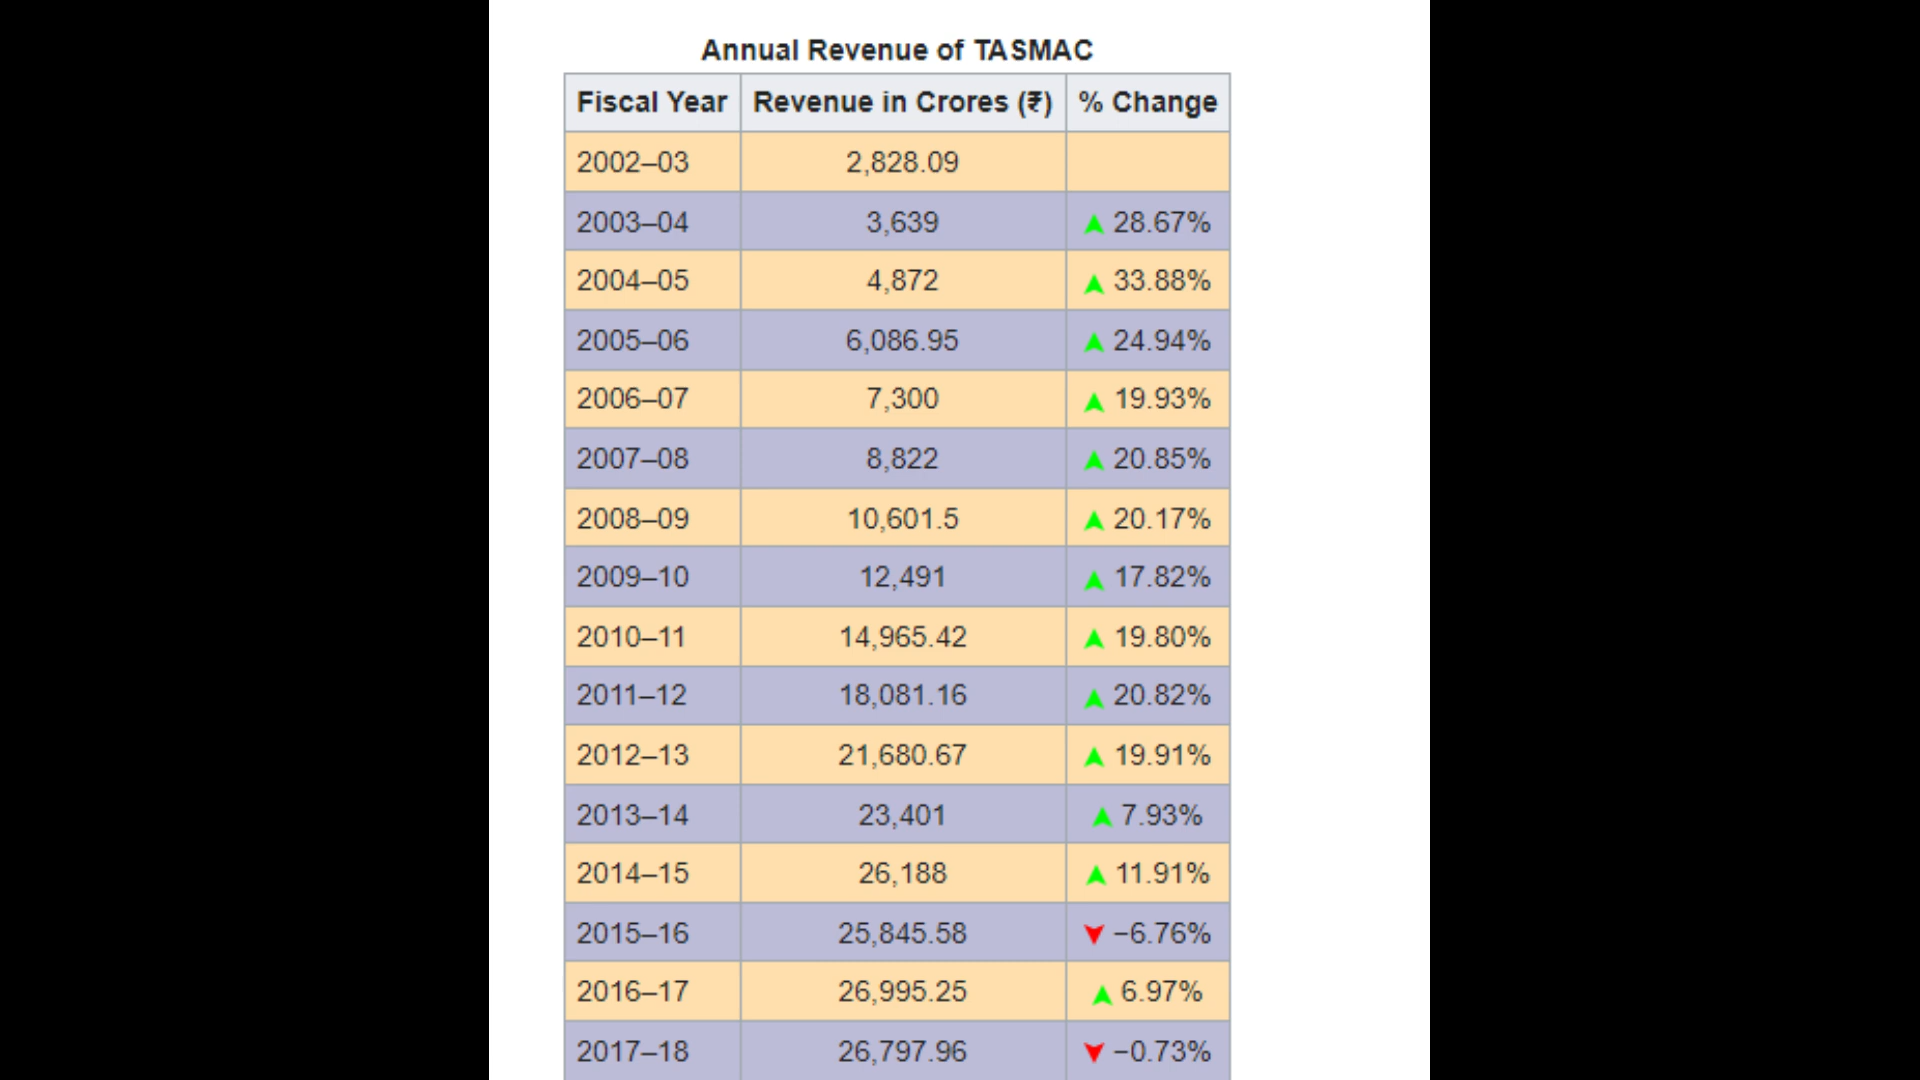 Annual Revenue of TASMAC
Fiscal Year Revenue in Crores (₹) % Change
2002–03 2,828.09
2003–04 3,639 28.67%
2004–05 4,872 33.88%
2005–06 6,086.95 24.94%
2006–07 7,300 19.93%
2007–08 8,822 20.85%
2008–09 10,601.5 20.17%
2009–10 12,491 17.82%
2010–11 14,965.42 19.80%
2011–12 18,081.16 20.82%
2012–13 21,680.67 19.91%
2013–14 23,401 7.93%
2014–15 26,188 11.91%
2015–16 25,845.58 −6.76%
2016–17 26,995.25 6.97%
2017–18 26,797.96 −0.73%